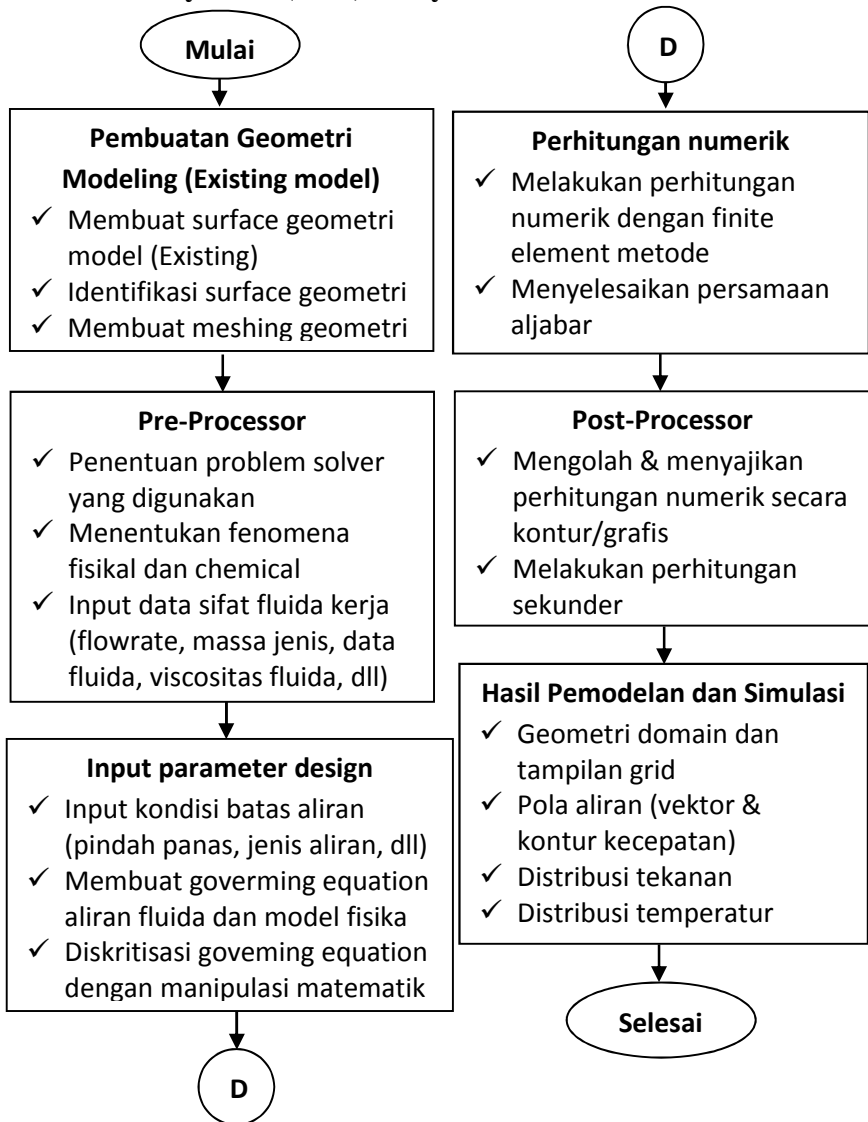 Mulai
Pembuatan Geometri
Modeling (Existing model)
✓ Membuat surface geometri
model (Existing)
✓ Identifikasi surface geometri
✓ Membuat meshing geometri
Pre-Processor
✓ Penentuan problem solver
yang digunakan
✓ Menentukan fenomena
fisikal dan chemical
✓ Input data sifat fluida kerja
(flowrate, massa jenis, data
fluida, viscositas fluida, dll)
Input parameter design
✓ Input kondisi batas aliran
(pindah panas, jenis aliran, dll)
✓ Membuat governing equation
aliran fluida dan model fisika
✓ Diskritisasi goveming equation
dengan manipulasi matematik
D
D
Perhitungan numerik
✓ Melakukan perhitungan
numerik dengan finite
element metode
✓ Menyelesaikan persamaan
aljabar
Post-Processor
✓ Mengolah & menyajikan
perhitungan numerik secara
kontur/grafis
✓ Melakukan perhitungan
sekunder
Hasil Pemodelan dan Simulasi
✓ Geometri domain dan
tampilan grid
✓ Pola aliran (vektor &
kontur kecepatan)
✓ Distribusi tekanan
✓ Distribusi temperatur
Selesai